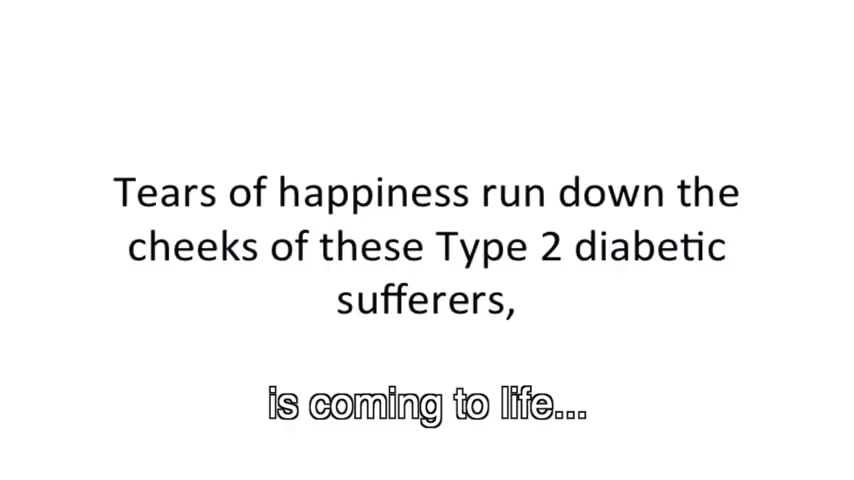 Tears of happiness run down the
cheeks of these Type 2 diabetic
sufferers,
is coming to life...